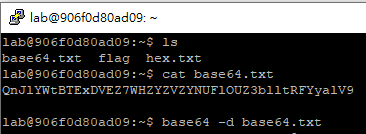 lab@906f0d80ad09: ~
lab@906f0d80ad09:~$ ls
base64.txt flag hex.txt
lab@906f0d80ad09:~$ cat base64.txt
QnJlYWtBTExDVEZ7WHZYZVZYNUFlOUZ3blltRFYyalV9
lab@906f0d80ad09:~$ base64 -d base64.txt